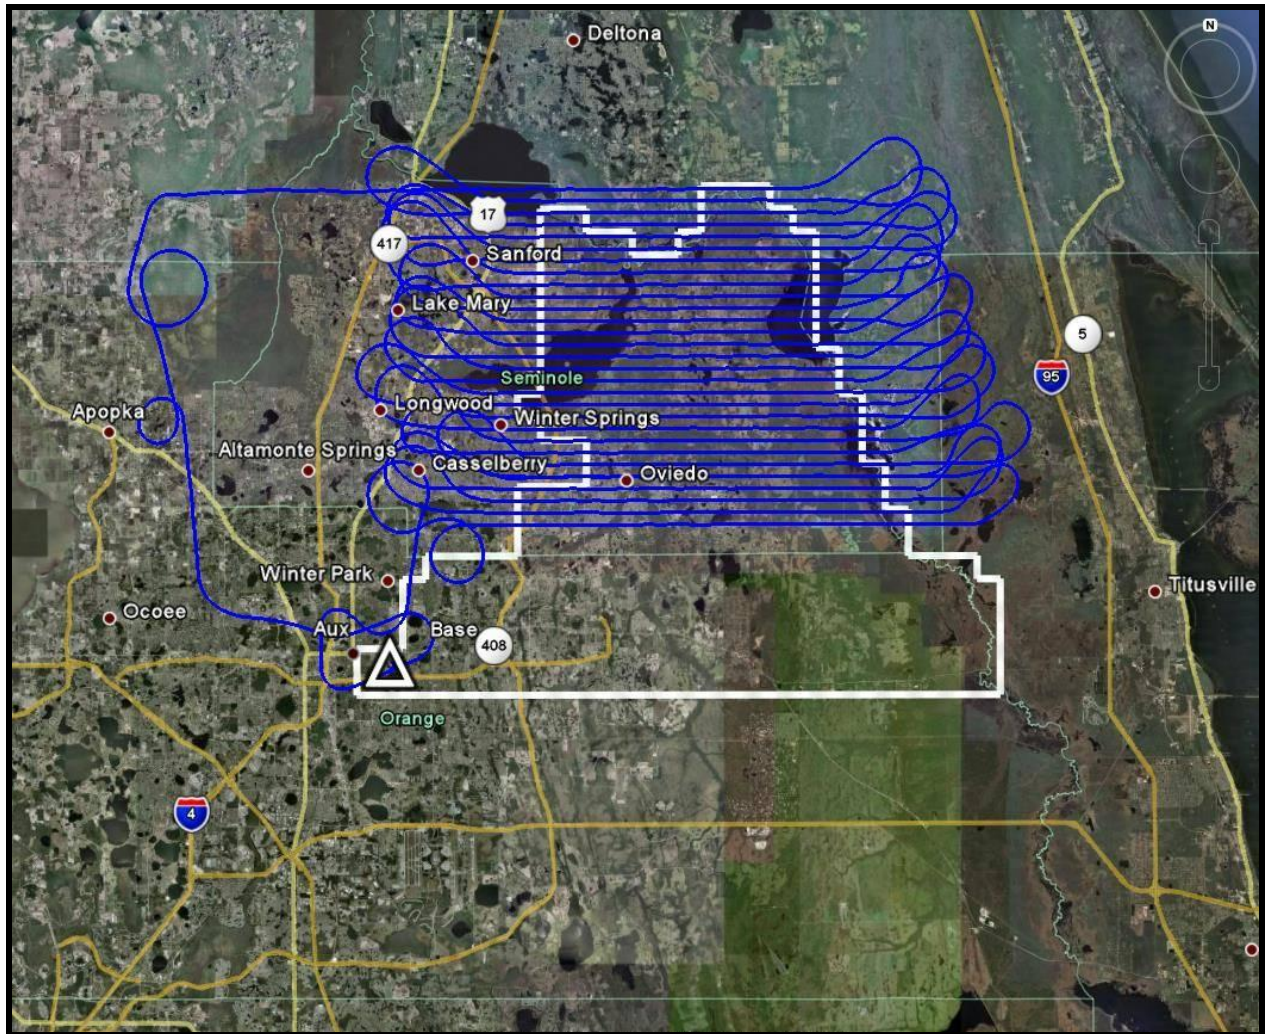 N
Deltona
17
417
Sanford
Lake Mary
5
95
Seminole
Longwood
Apopka
Winter Springs
Altamonte Springs
Casselberry
Oviedo
Winter Park
Titusville
Ocoee
Aux
Base
408
Orange
4